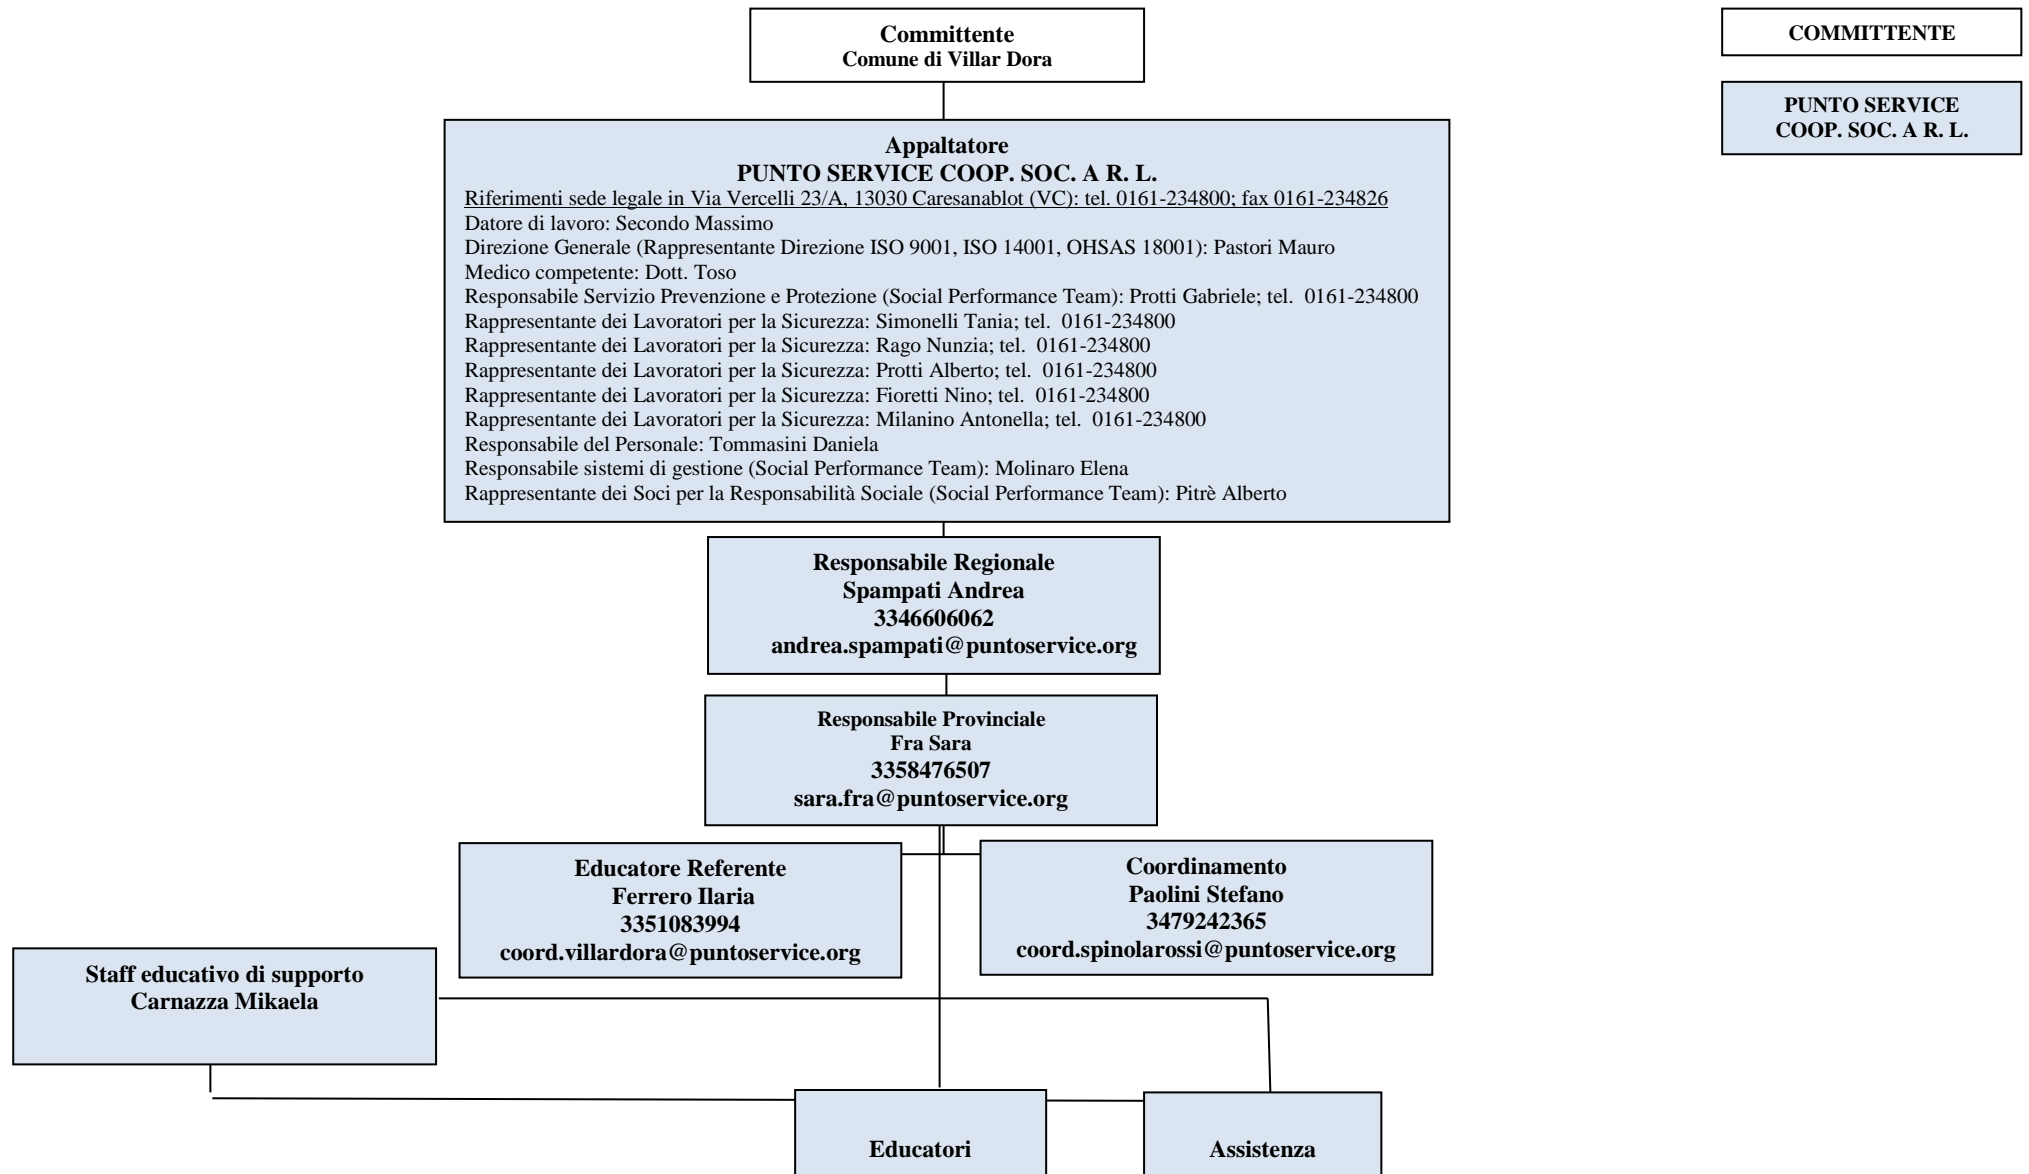 Committente
Comune di Villar Dora
COMMITTENTE
PUNTO SERVICE
COOP. SOC. A R. L.
Appaltatore
PUNTO SERVICE COOP. SOC. A R. L.
Riferimenti sede legale in Via Vercelli 23/A, 13030 Caresanablot (VC): tel. 0161-234800; fax 0161-234826
Datore di lavoro: Secondo Massimo
Direzione Generale (Rappresentante Direzione ISO 9001, ISO 14001, OHSAS 18001): Pastori Mauro
Medico competente: Dott. Toso
Responsabile Servizio Prevenzione e Protezione (Social Performance Team): Protti Gabriele; tel. 0161-234800
Rappresentante dei Lavoratori per la Sicurezza: Simonelli Tania; tel. 0161-234800
Rappresentante dei Lavoratori per la Sicurezza: Rago Nunzia; tel. 0161-234800
Rappresentante dei Lavoratori per la Sicurezza: Protti Alberto; tel. 0161-234800
Rappresentante dei Lavoratori per la Sicurezza: Fioretti Nino; tel. 0161-234800
Rappresentante dei Lavoratori per la Sicurezza: Milanino Antonella; tel. 0161-234800
Responsabile del Personale: Tommasini Daniela
Responsabile sistemi di gestione (Social Performance Team): Molinaro Elena
Rappresentante dei Soci per la Responsabilità Sociale (Social Performance Team): Pitrè Alberto
Responsabile Regionale
Spampati Andrea
3346606062
andrea.spampati@puntoservice.org
Responsabile Provinciale
Fra Sara
3358476507
sara.fra@puntoservice.org
Educatore Referente
Ferrero Ilaria
3351083994
coord.villardora@puntoservice.org
Coordinamento
Paolini Stefano
3479242365
coord.spinolarossi@puntoservice.org
Staff educativo di supporto
Carnazza Mikaela
Educatori
Assistenza